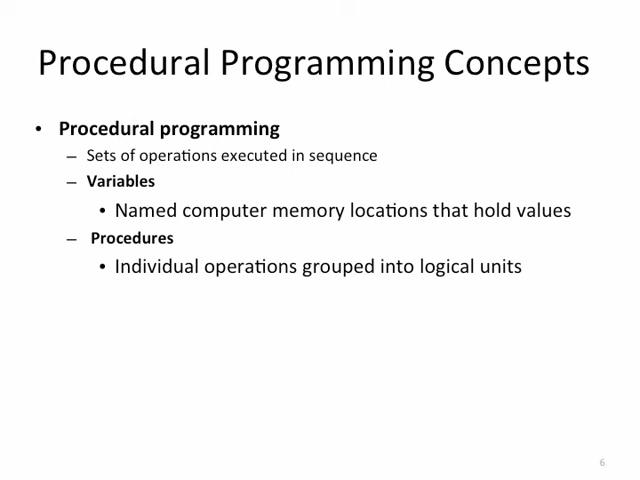 Procedural Programming Concepts
• Procedural programming
– Sets of operations executed in sequence
– Variables
• Named computer memory locations that hold values
– Procedures
• Individual operations grouped into logical units
6